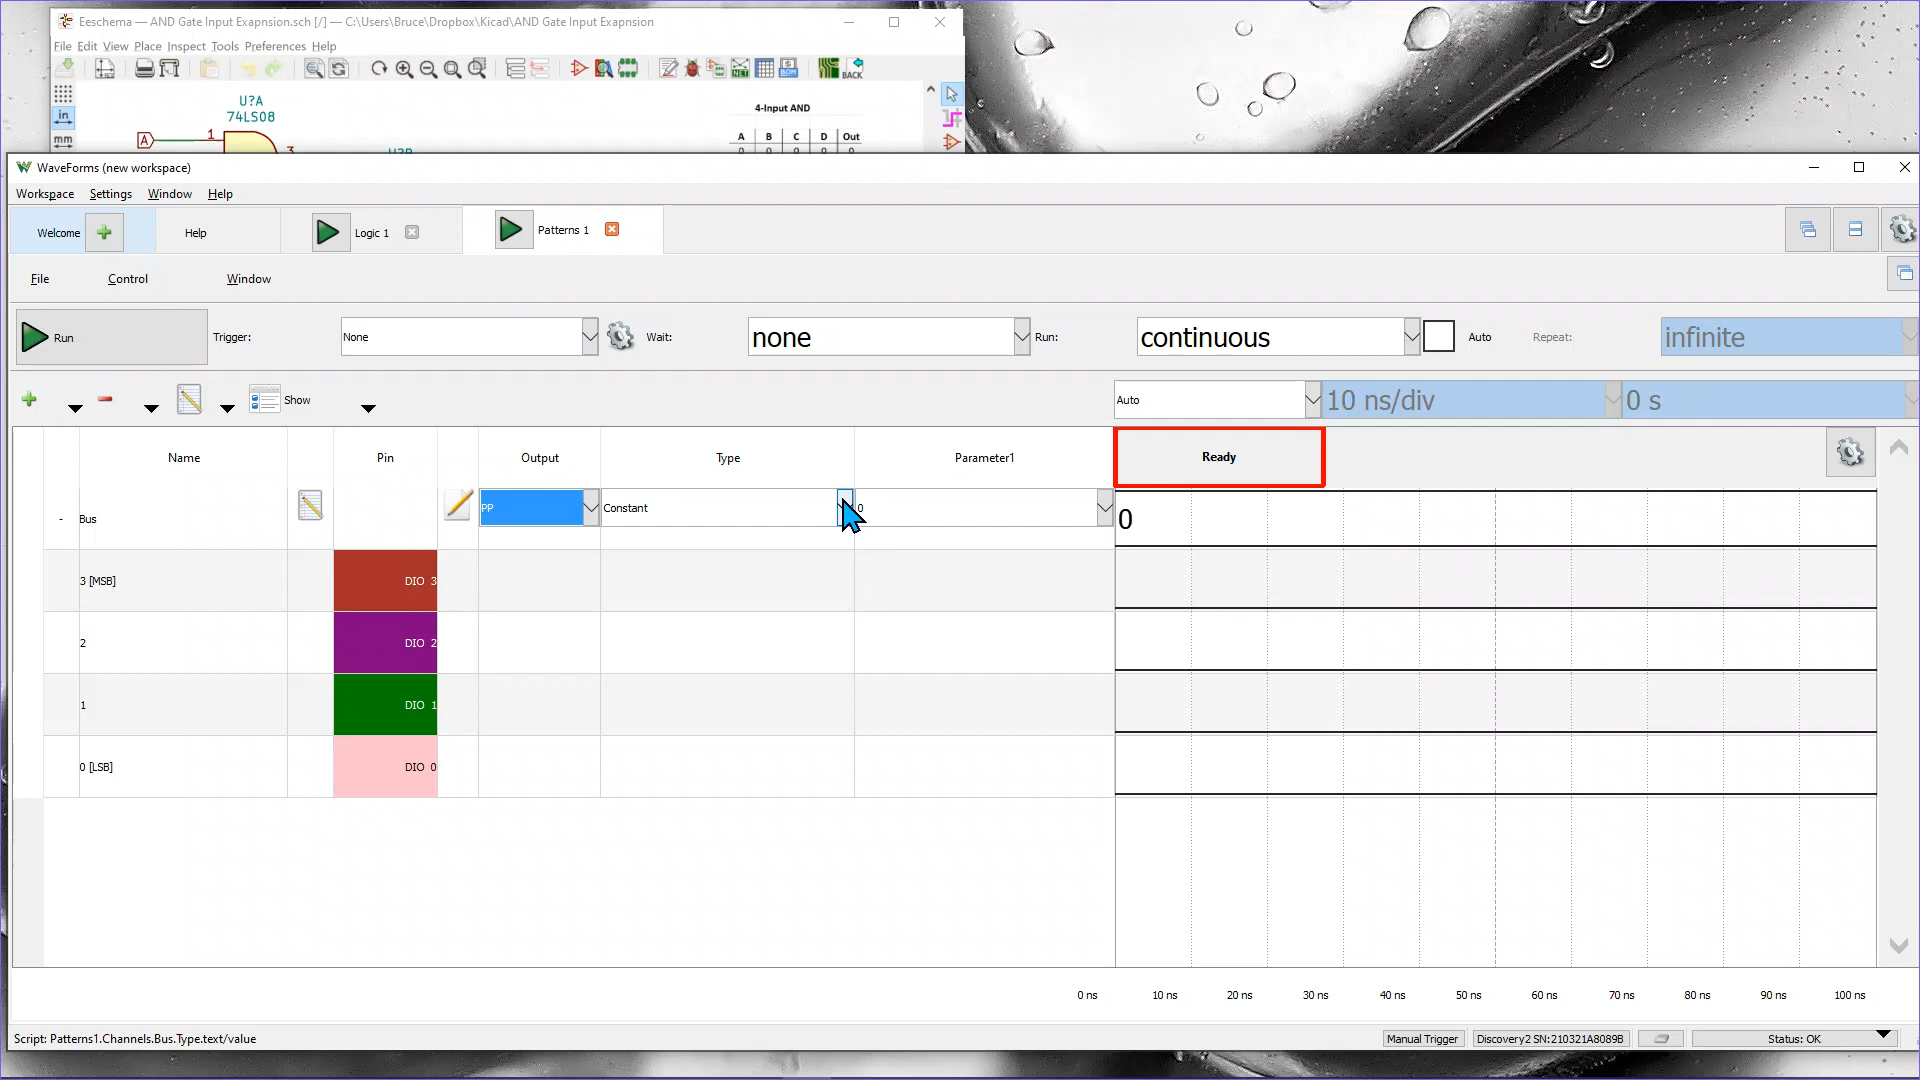 Eeschema — AND Gate Input Exapnsion.sch [/] — C:\Users\Bruce\Dropbox\Kicad\AND Gate Input Exapnsion
File Edit View Place Inspect Tools Preferences Help
BACK
in
mm
U?A
74LS08
A
1
3
4-Input AND
A B C D Out
WaveForms (new workspace)
Workspace Settings Window Help
Welcome Help Logic 1 Patterns 1
File Control Window
Run Trigger: None Wait: none Run: continuous Auto Repeat: infinite
Show Auto 10 ns/div 0 s
Name Pin Output Type Parameter1 Ready
- Bus PP Constant 0 0
3 [MSB] DIO 3
2 DIO 2
1 DIO 1
0 [LSB] DIO 0
0 ns 10 ns 20 ns 30 ns 40 ns 50 ns 60 ns 70 ns 80 ns 90 ns 100 ns
Script: Patterns1.Channels.Bus.Type.text/value Manual Trigger Discovery2 SN:210321A8089B Status: OK